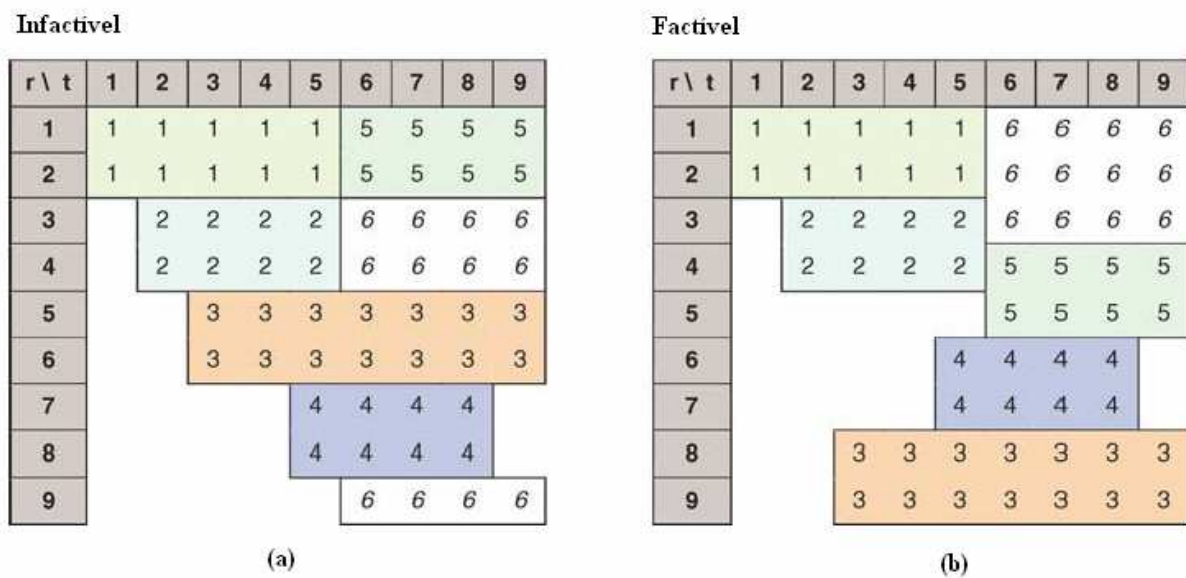 Infactível
r \ t 1 2 3 4 5 6 7 8 9
1 1 1 1 1 1 5 5 5 5
2 1 1 1 1 1 5 5 5 5
3 2 2 2 2 6 6 6 6
4 2 2 2 2 6 6 6 6
5 3 3 3 3 3 3 3
6 3 3 3 3 3 3 3
7 4 4 4 4
8 4 4 4 4
9 6 6 6 6
(a)
Factível
r \ t 1 2 3 4 5 6 7 8 9
1 1 1 1 1 1 6 6 6 6
2 1 1 1 1 1 6 6 6 6
3 2 2 2 2 6 6 6 6
4 2 2 2 2 5 5 5 5
5 5 5 5 5
6 4 4 4 4
7 4 4 4 4
8 3 3 3 3 3 3 3
9 3 3 3 3 3 3 3
(b)